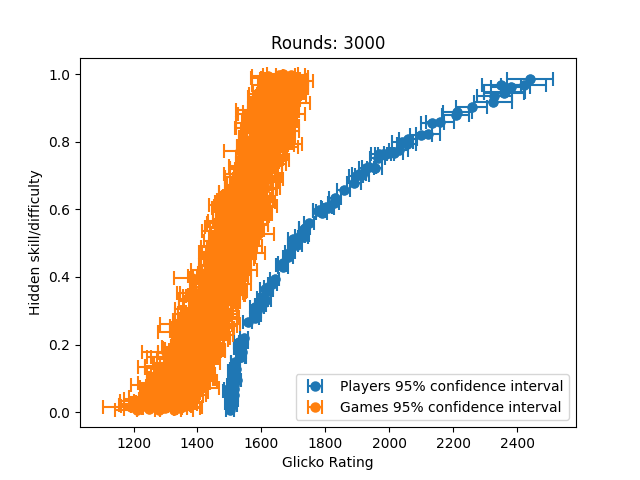 Rounds: 3000
Hidden skill/difficulty
1.0
0.8
0.6
0.4
0.2
0.0
Players 95% confidence interval
Games 95% confidence interval
1200 1400 1600 1800 2000 2200 2400
Glicko Rating